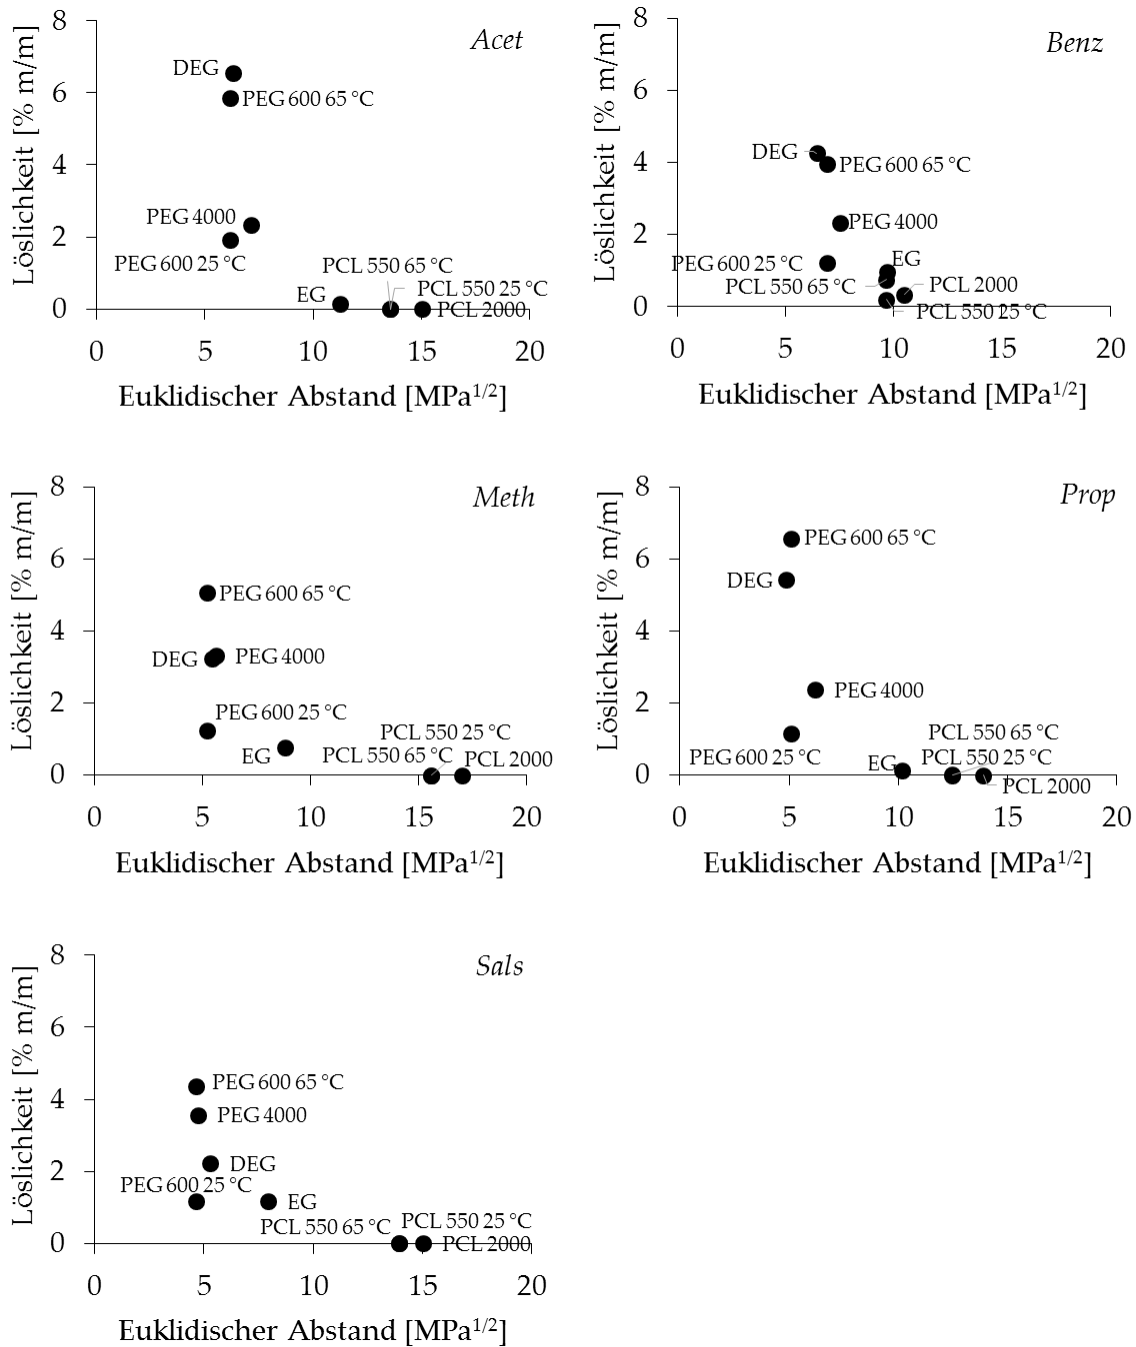 Acet
Löslichkeit [% m/m]
8
6
4
2
0
DEG
PEG 600 65 °C
PEG 4000
PEG 600 25 °C
PCL 550 65 °C
PCL 550 25 °C
EG
PCL 2000
0 5 10 15 20
Euklidischer Abstand [MPa1/2]
Benz
Löslichkeit [% m/m]
8
6
4
2
0
DEG
PEG 600 65 °C
PEG 4000
EG
PEG 600 25 °C
PCL 550 65 °C
PCL 2000
PCL 550 25 °C
0 5 10 15 20
Euklidischer Abstand [MPa1/2]
Meth
Löslichkeit [% m/m]
8
6
4
2
0
PEG 600 65 °C
DEG
PEG 4000
PEG 600 25 °C
PCL 550 25 °C
EG
PCL 550 65 °C
PCL 2000
0 5 10 15 20
Euklidischer Abstand [MPa1/2]
Prop
Löslichkeit [% m/m]
8
6
4
2
0
PEG 600 65 °C
DEG
PEG 4000
PCL 550 65 °C
PEG 600 25 °C
EG
PCL 550 25 °C
PCL 2000
0 5 10 15 20
Euklidischer Abstand [MPa1/2]
Sals
Löslichkeit [% m/m]
8
6
4
2
0
PEG 600 65 °C
PEG 4000
DEG
PEG 600 25 °C
EG
PCL 550 65 °C
PCL 550 25 °C
PCL 2000
0 5 10 15 20
Euklidischer Abstand [MPa1/2]